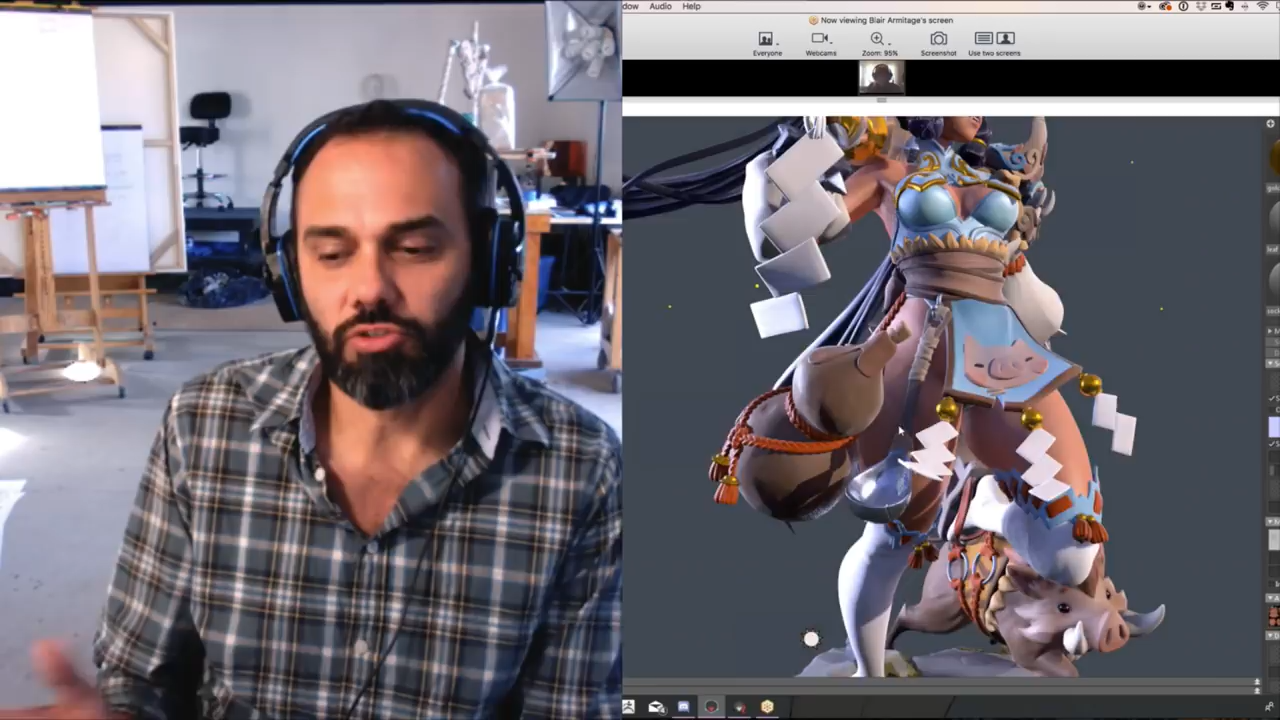 dow Audio Help
Now viewing Blair Armitage's screen
Everyone Webcams Zoom: 95% Screenshot Use two screens